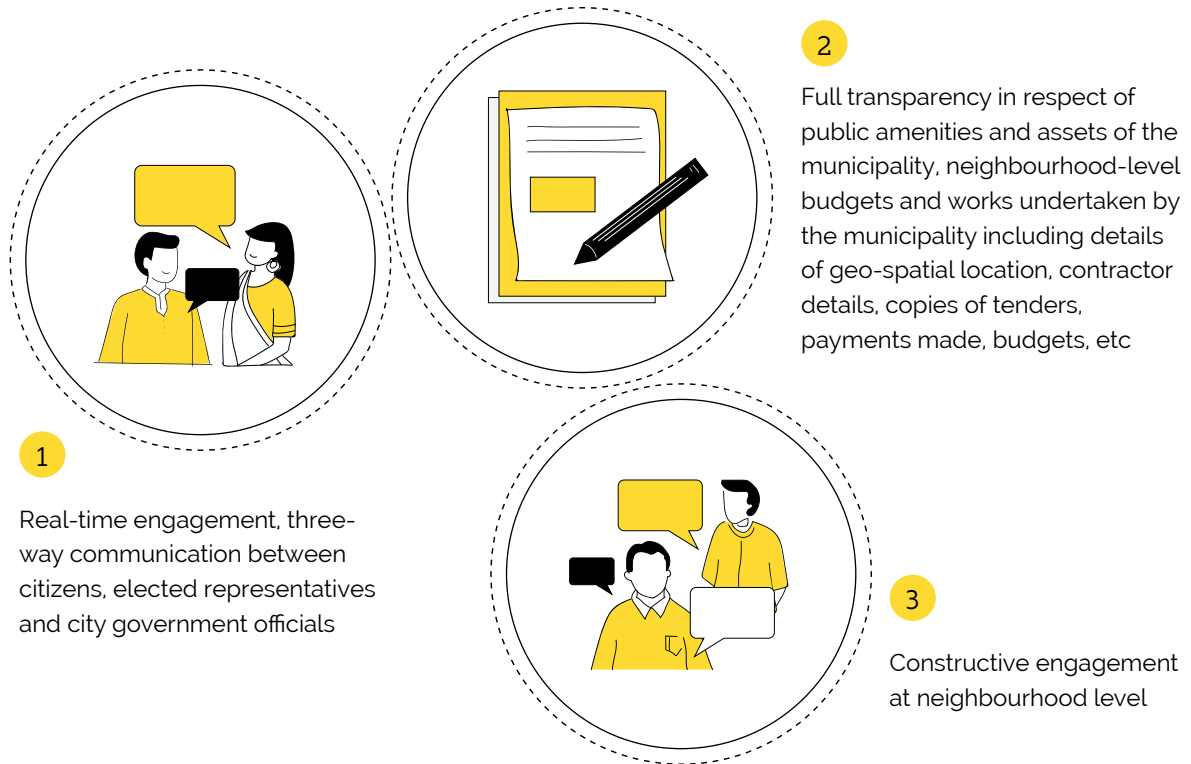 1
Real-time engagement, three-
way communication between
citizens, elected representatives
and city government officials
2
Full transparency in respect of
public amenities and assets of the
municipality, neighbourhood-level
budgets and works undertaken by
the municipality including details
of geo-spatial location, contractor
details, copies of tenders,
payments made, budgets, etc
3
Constructive engagement
at neighbourhood level